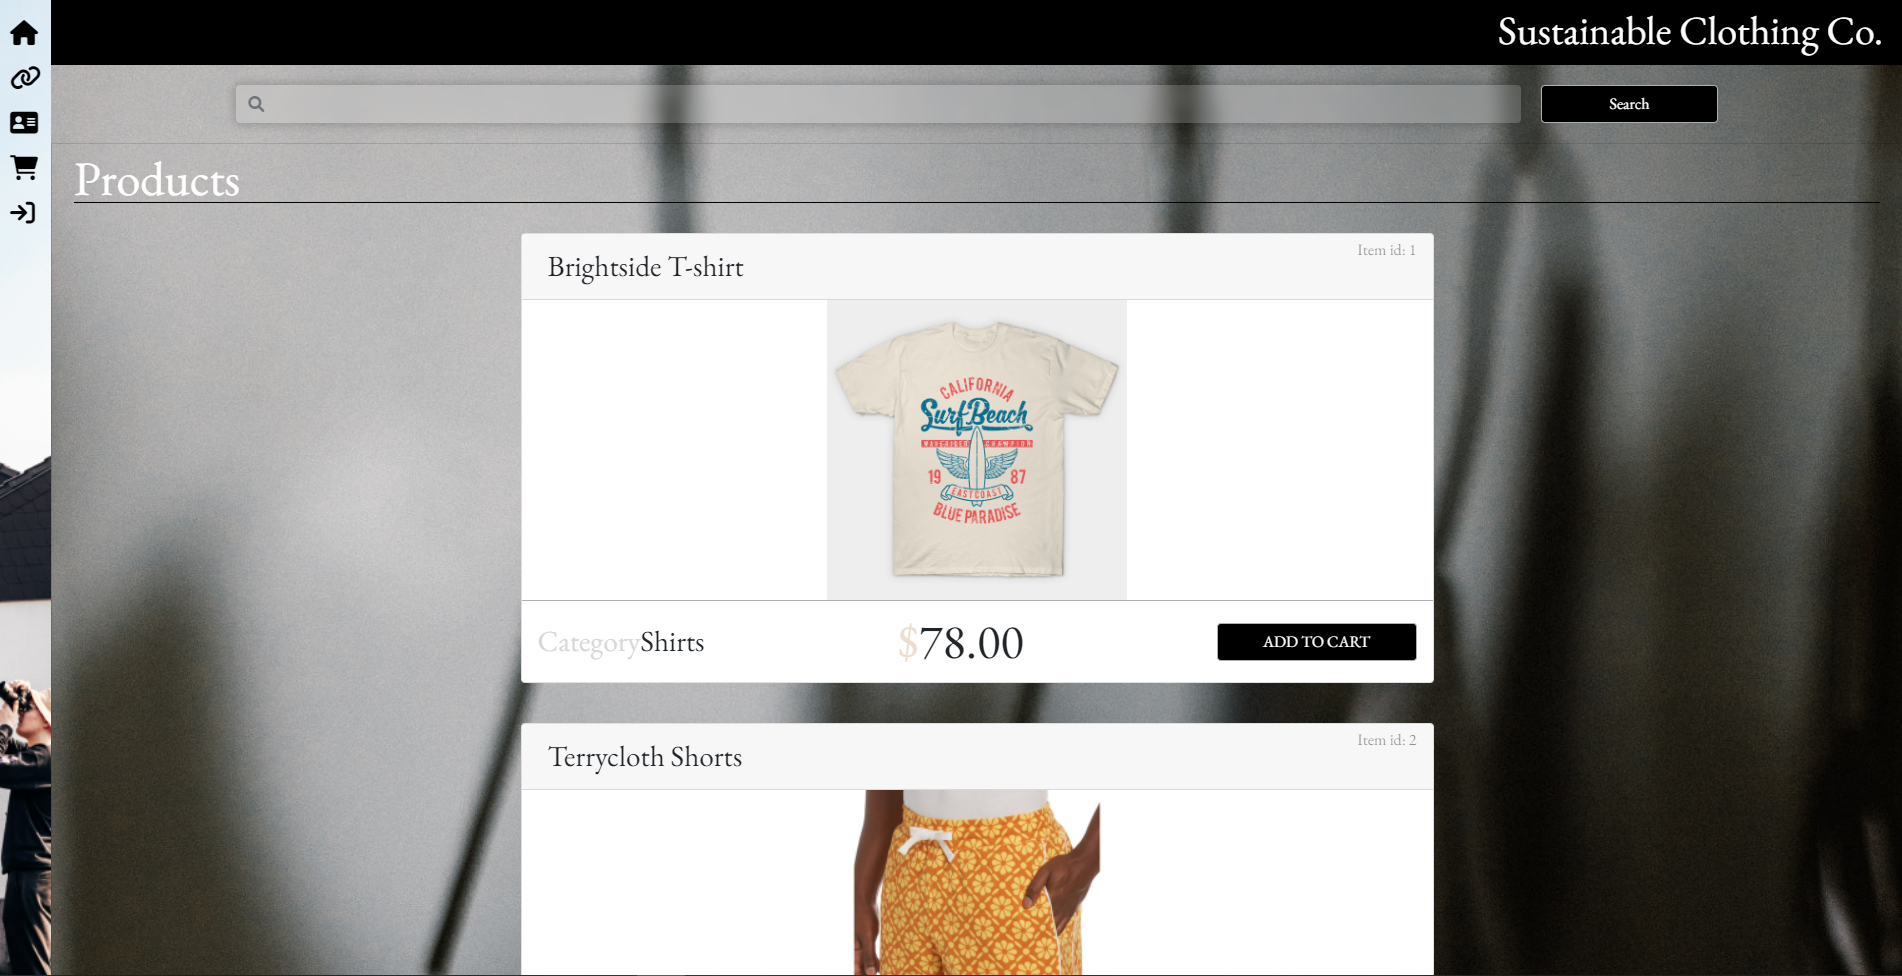 Sustainable Clothing Co.
Search
Products
Brightside T-shirt
Item id: 1
CALIFORNIA
Surf Beach
CHAMPION
19 87
EAST COAST
BLUE PARADISE
CategoryShirts
$78.00
ADD TO CART
Terrycloth Shorts
Item id: 2